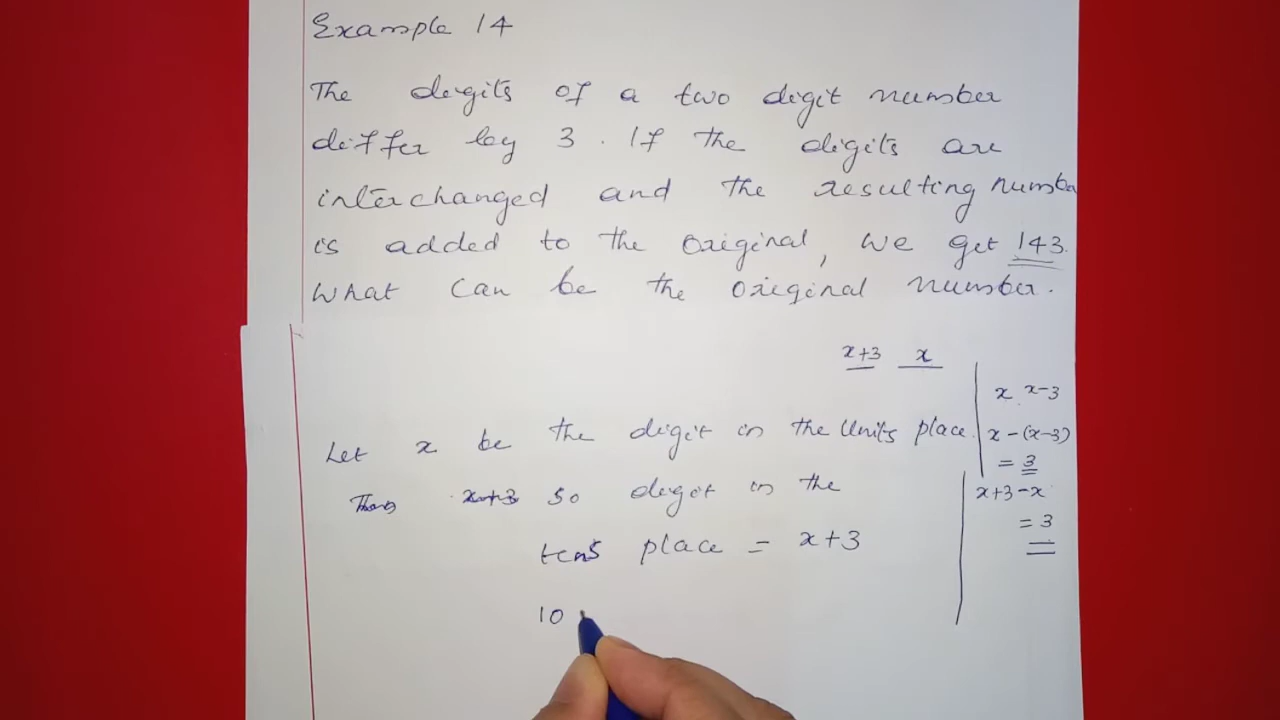 Example 14
The digits of a two digit number
differ by 3. If the digits are
interchanged and the resulting number
is added to the original, we get 143.
What can be the original number.
x+3 x
x x-3
Let x be the digit in the Units place.
x-(x-3)
= 3
x+3 so digit in the
x+3-x
= 3
tens place = x+3
10